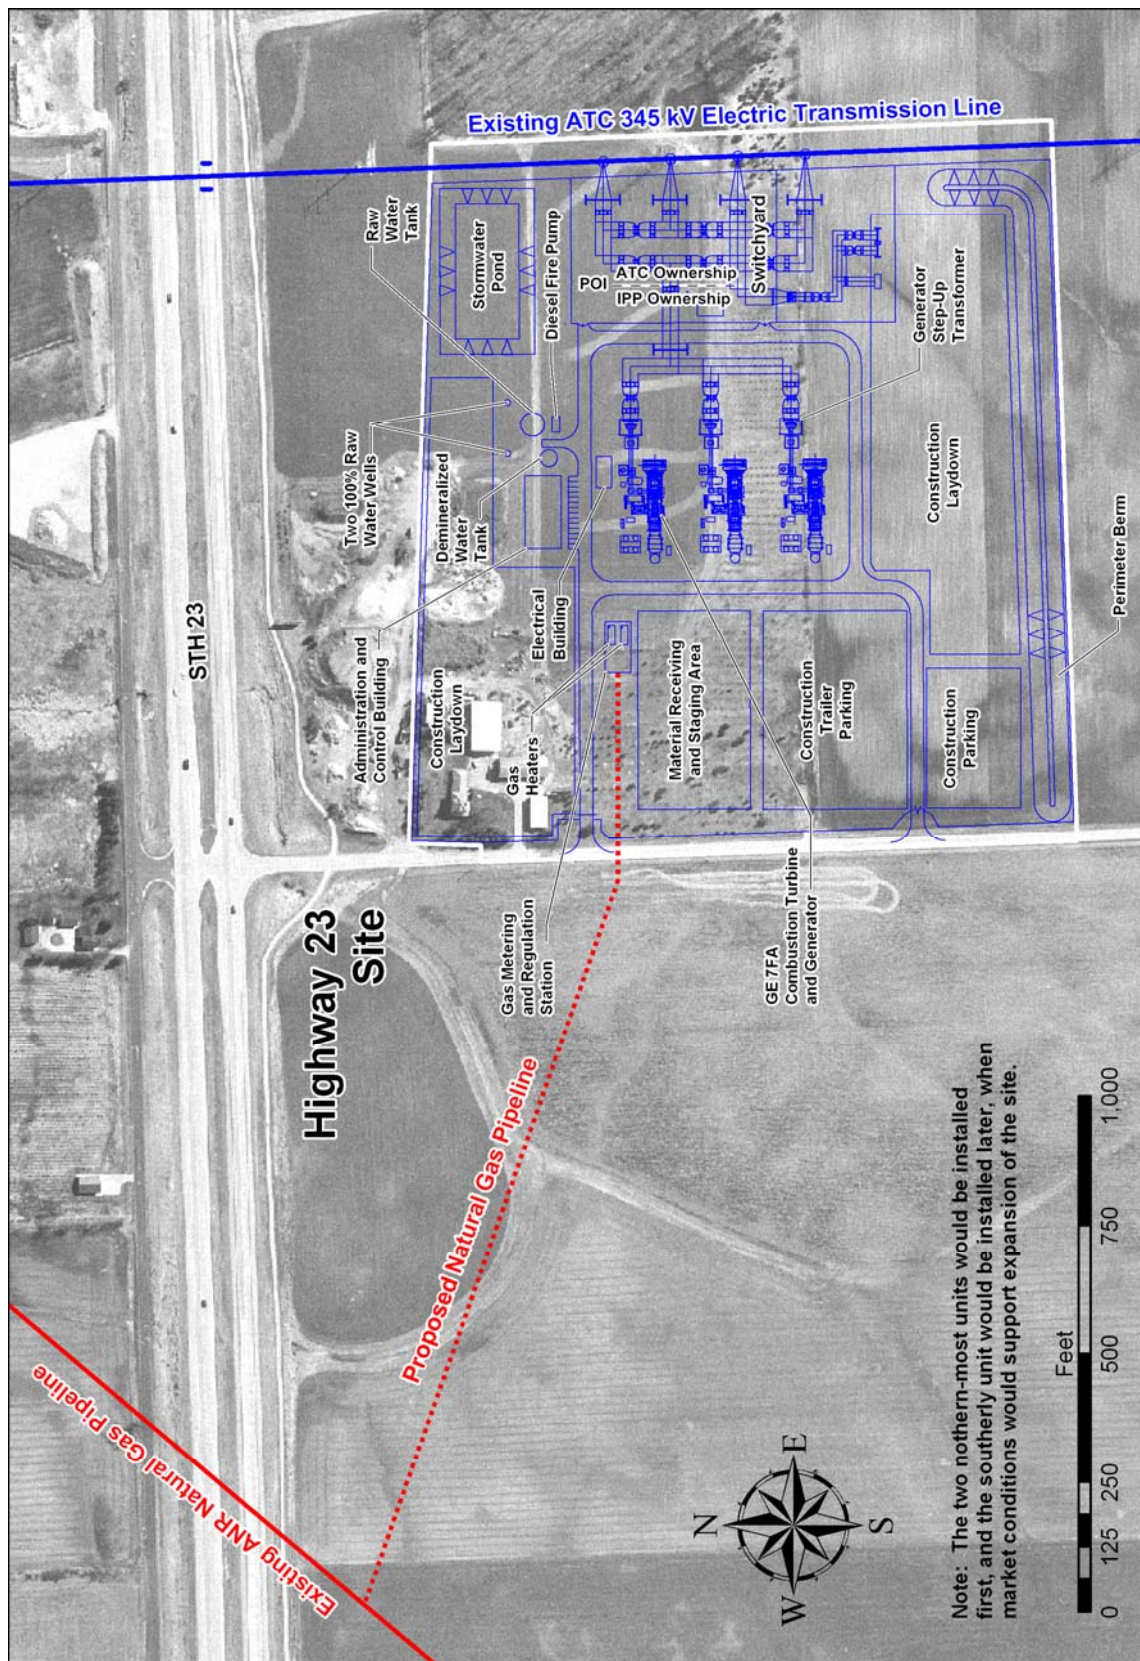 Existing ATC 345 kV Electric Transmission Line
STH 23
Raw
Water
Tank
Stormwater
Pond
Diesel Fire Pump
Two 100% Raw
Water Wells
Demineralized
Water
Tank
Administration and
Control Building
Construction
Laydown
Gas
Heaters
Electrical
Building
POI
ATC Ownership
IPP Ownership
Switchyard
Generator
Step-Up
Transformer
Construction
Laydown
Perimeter Berm
Material Receiving
and Staging Area
Construction
Trailer
Parking
Construction
Parking
Highway 23
Site
Gas Metering
and Regulation
Station
GE 7FA
Combustion Turbine
and Generator
Proposed Natural Gas Pipeline
Existing ANR Natural Gas Pipeline
N
W
E
S
Note: The two nothern-most units would be installed
first, and the southerly unit would be installed later, when
market conditions would support expansion of the site.
Feet
0 125 250 500 750 1,000